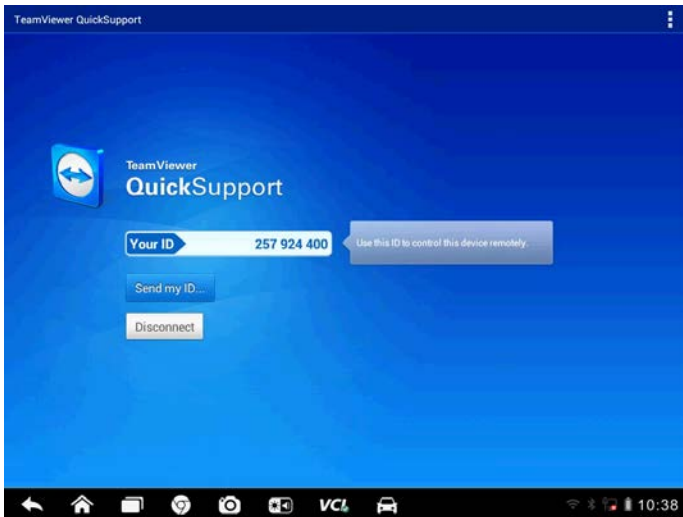 TeamViewer QuickSupport
TeamViewer
QuickSupport
Your ID 257 924 400
Use this ID to control this device remotely.
Send my ID...
Disconnect
VCI 10:38